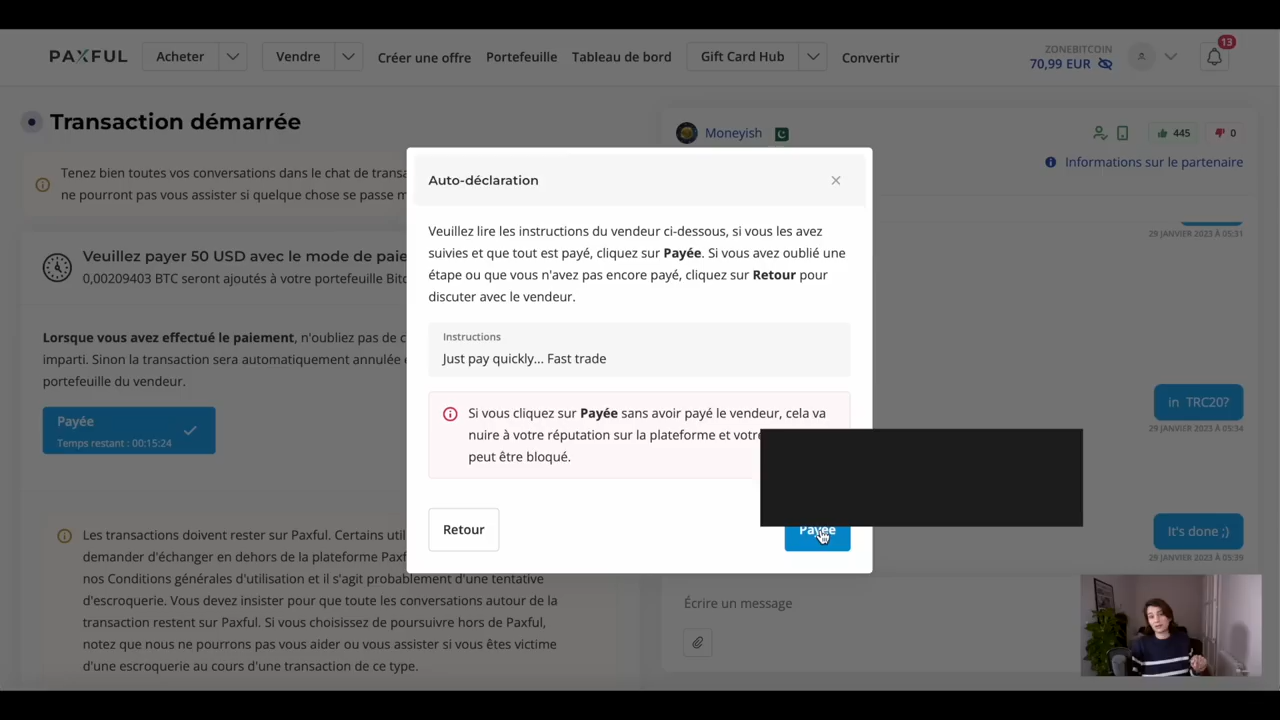 PAXFUL
Acheter
Vendre
Créer une offre
Portefeuille
Tableau de bord
Gift Card Hub
Convertir
ZONEBITCOIN
70,99 EUR
13
Transaction démarrée
Moneyish
445
0
Informations sur le partenaire
Tenez bien toutes vos conversations dans le chat de
ne pourront pas vous assister si quelque chose se passe
Veuillez payer 50 USD avec le mode de
0,00209403 BTC seront ajoutés à votre portefeuille
Lorsque vous avez effectué le paiement, n'oubliez pas de
imparti. Sinon la transaction sera automatiquement annulée
portefeuille du vendeur.
Payée
Temps restant : 00:15:24
Les transactions doivent rester sur Paxful. Certains
demander d'échanger en dehors de la plateforme
nos Conditions générales d'utilisation et il s'agit probablement d'une tentative
d'escroquerie. Vous devez insister pour que toute les conversations autour de la
transaction restent sur Paxful. Si vous choisissez de poursuivre hors de Paxful,
notez que nous ne pourrons pas vous aider ou vous assister si vous êtes victime
d'une escroquerie au cours d'une transaction de ce type.
Auto-déclaration
Veuillez lire les instructions du vendeur ci-dessous, si vous les avez
suivies et que tout est payé, cliquez sur Payée. Si vous avez oublié une
étape ou que vous n'avez pas encore payé, cliquez sur Retour pour
discuter avec le vendeur.
Instructions
Just pay quickly... Fast trade
Si vous cliquez sur Payée sans avoir payé le vendeur, cela va
nuire à votre réputation sur la plateforme et votre
peut être bloqué.
Retour
Payée
29 JANVIER 2023 À 05:31
in TRC20?
29 JANVIER 2023 À 05:34
It's done ;)
29 JANVIER 2023 À 05:39
Écrire un message